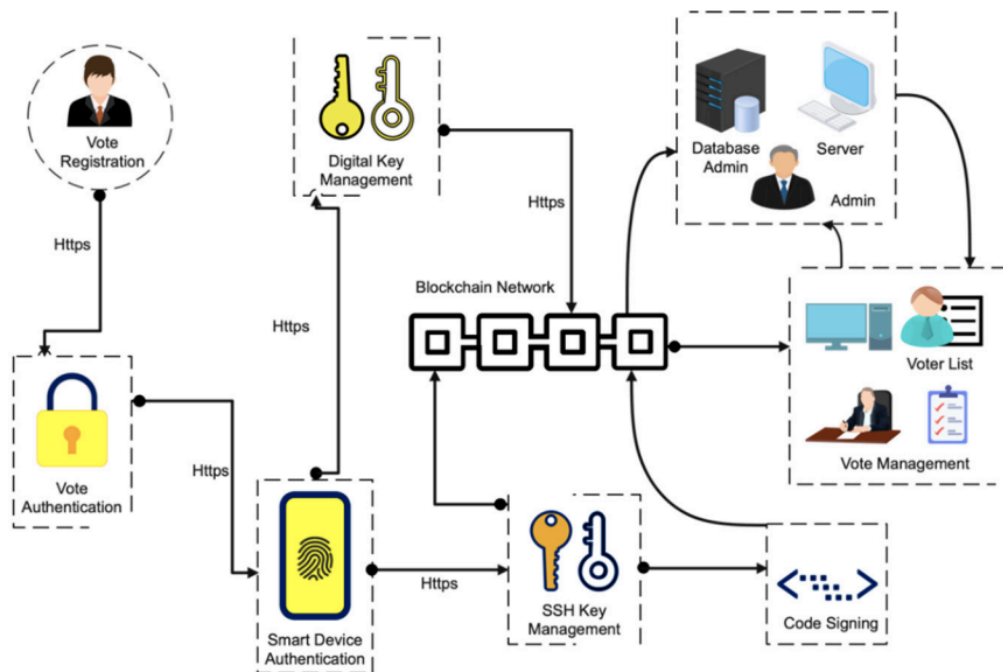 Vote
Registration
Https
Vote
Authentication
Https
Smart Device
Authentication
Https
Digital Key
Management
Https
Https
SSH Key
Management
Code Signing
Blockchain Network
Database
Admin
Server
Admin
Voter List
Vote Management